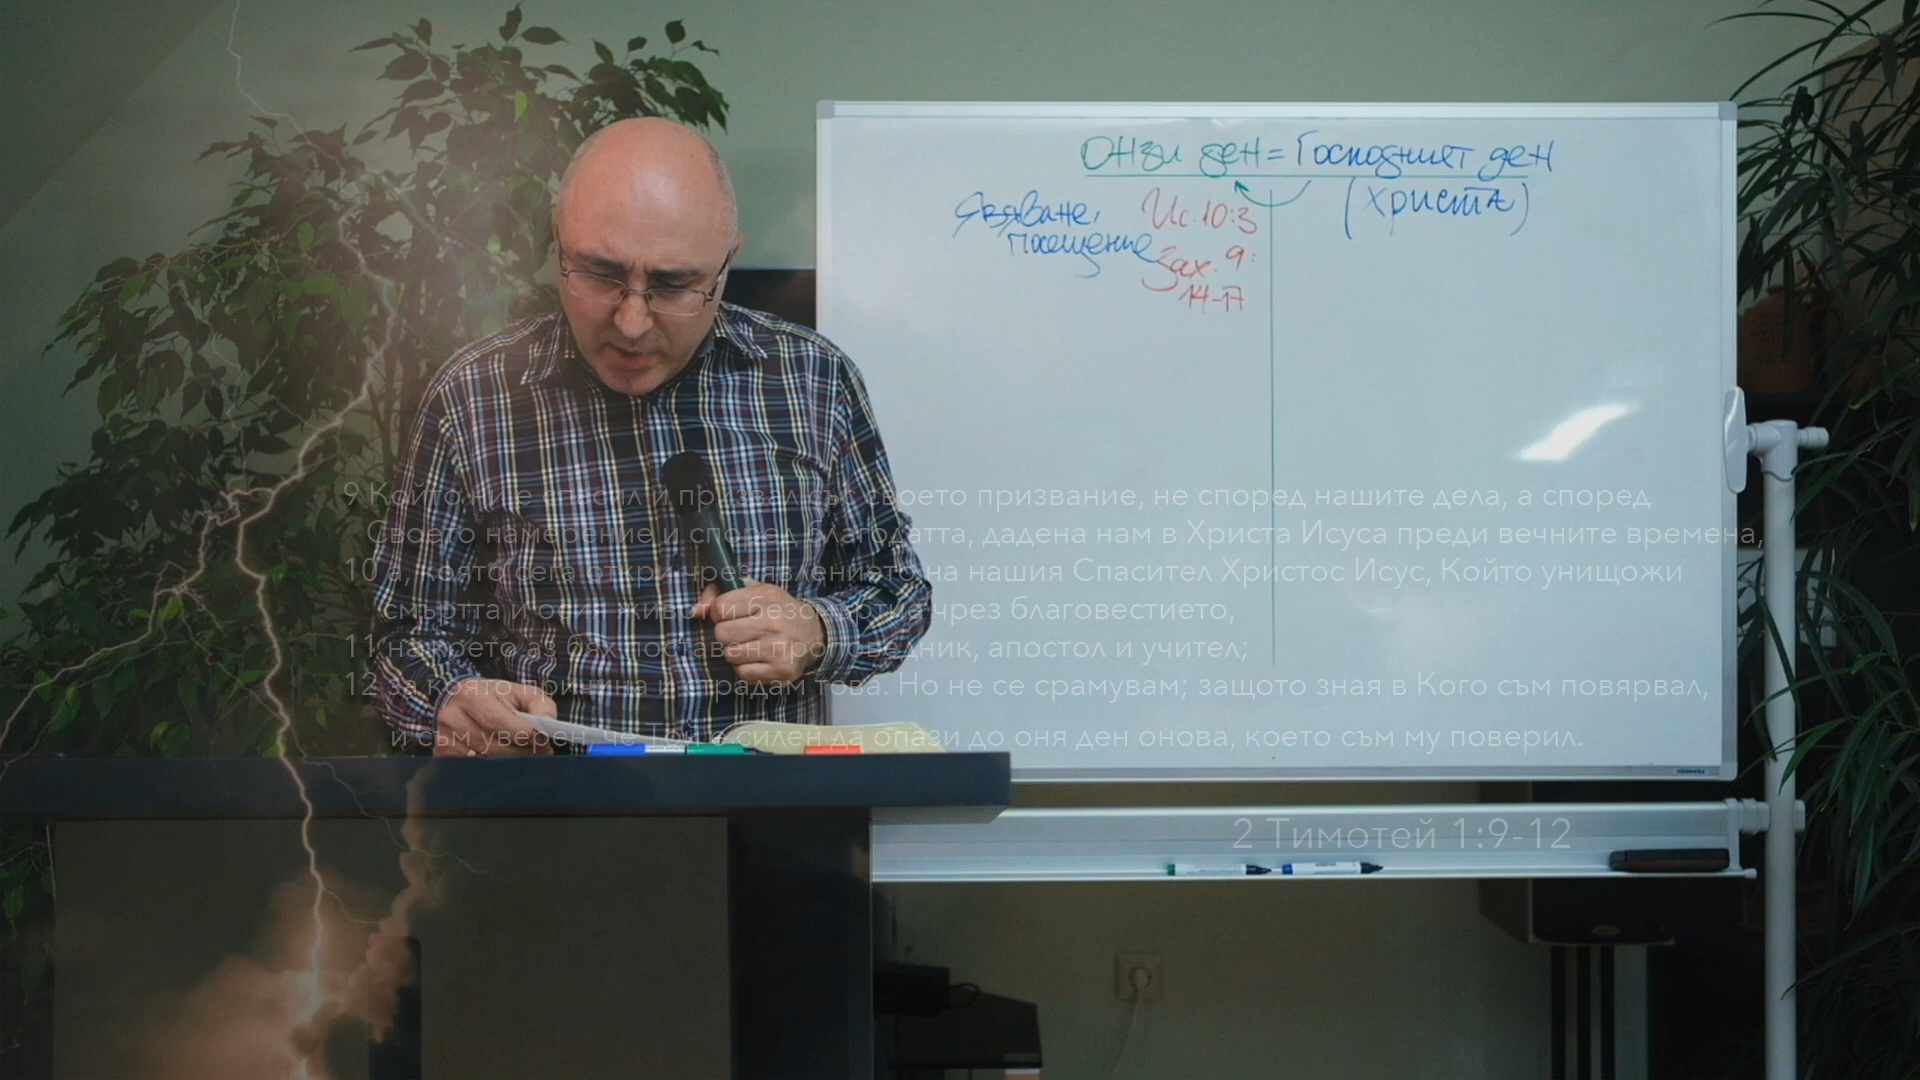 Онзи ден = Господният ден
(Христа)
Явяване, Ис. 10:3
посещение Зах. 9:
14-17
9 Който ни е спасил и призвал със своето призвание, не според нашите дела, а според
Своето намерение и според благодатта, дадена нам в Христа Исуса преди вечните времена,
10 а, която сега откри чрез явлението на нашия Спасител Христос Исус, Който унищожи
смъртта и живот безсмъртие чрез благовестието,
11 на което аз бях поставен проповедник, апостол и учител;
12 причина и страдам това. Но не се срамувам; защото зная в Кого съм повярвал,
и съм уверен, че Той силен да опази до оня ден онова, което съм му поверил.
2 Тимотей 1:9-12